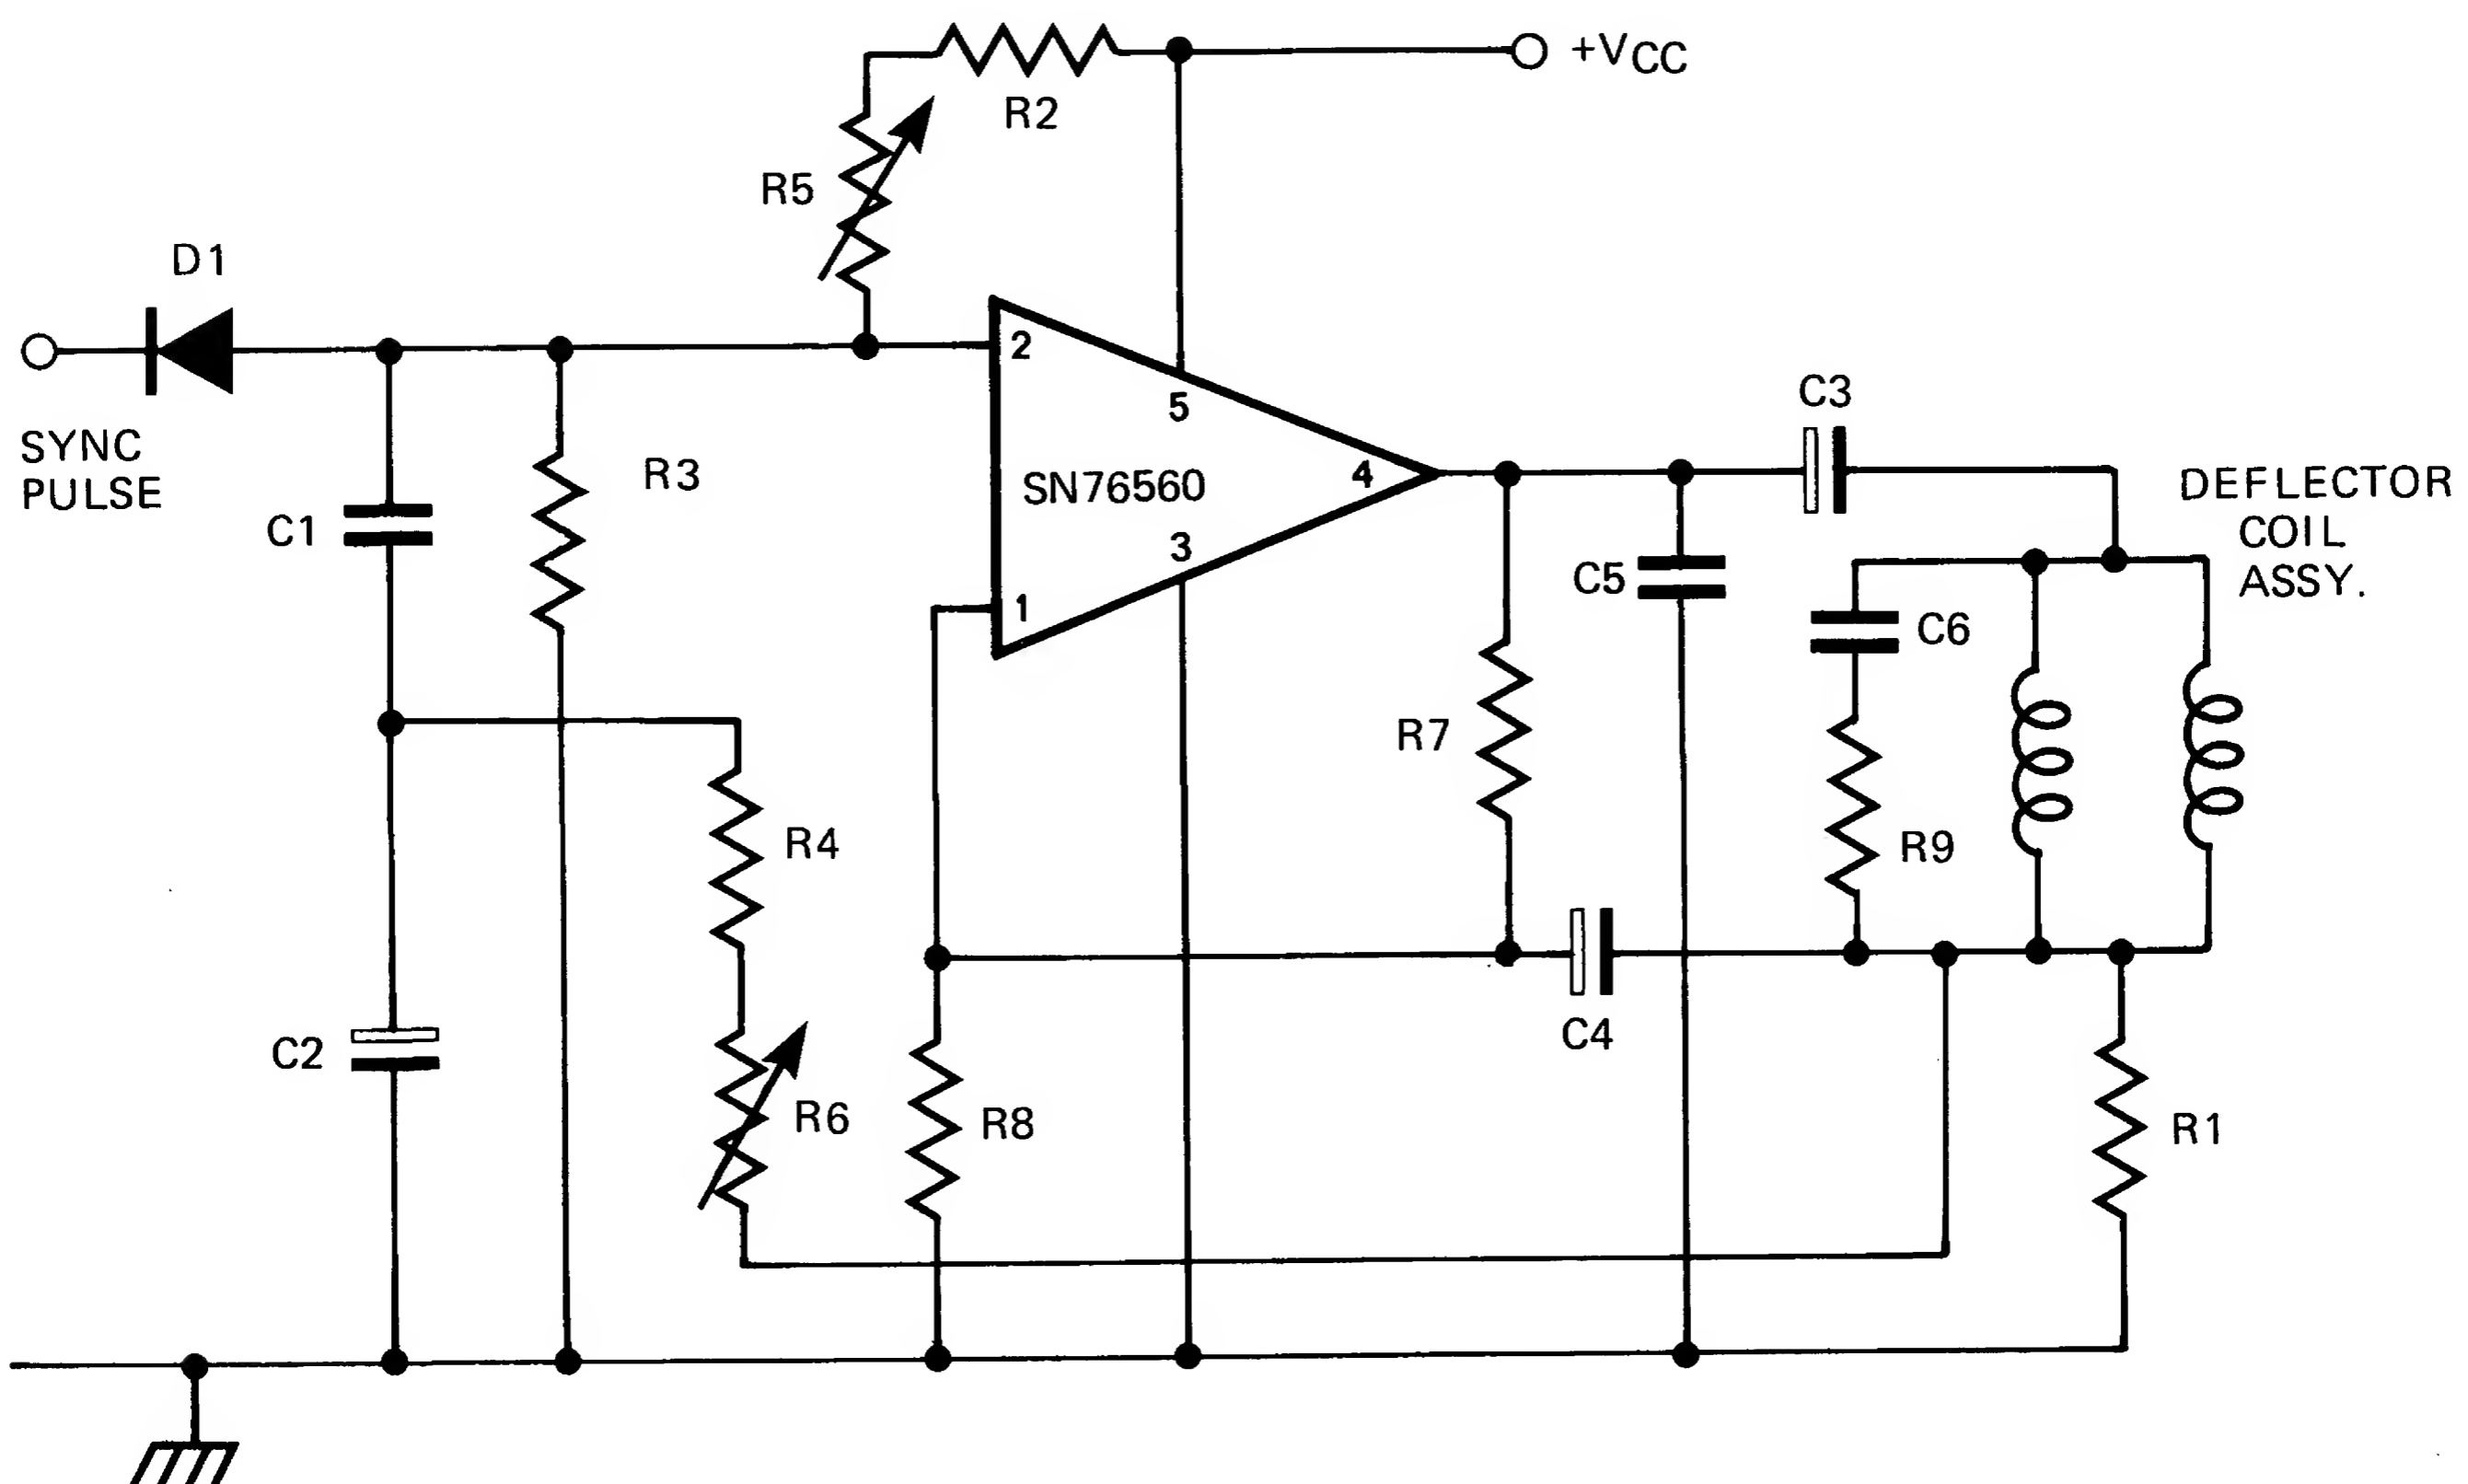 +VCC
R2
R5
D1
SYNC
PULSE
2
5
SN76560
4
3
1
R3
C1
C3
DEFLECTOR
COIL
ASSY.
C5
C6
R7
R4
R9
C4
C2
R6
R8
R1